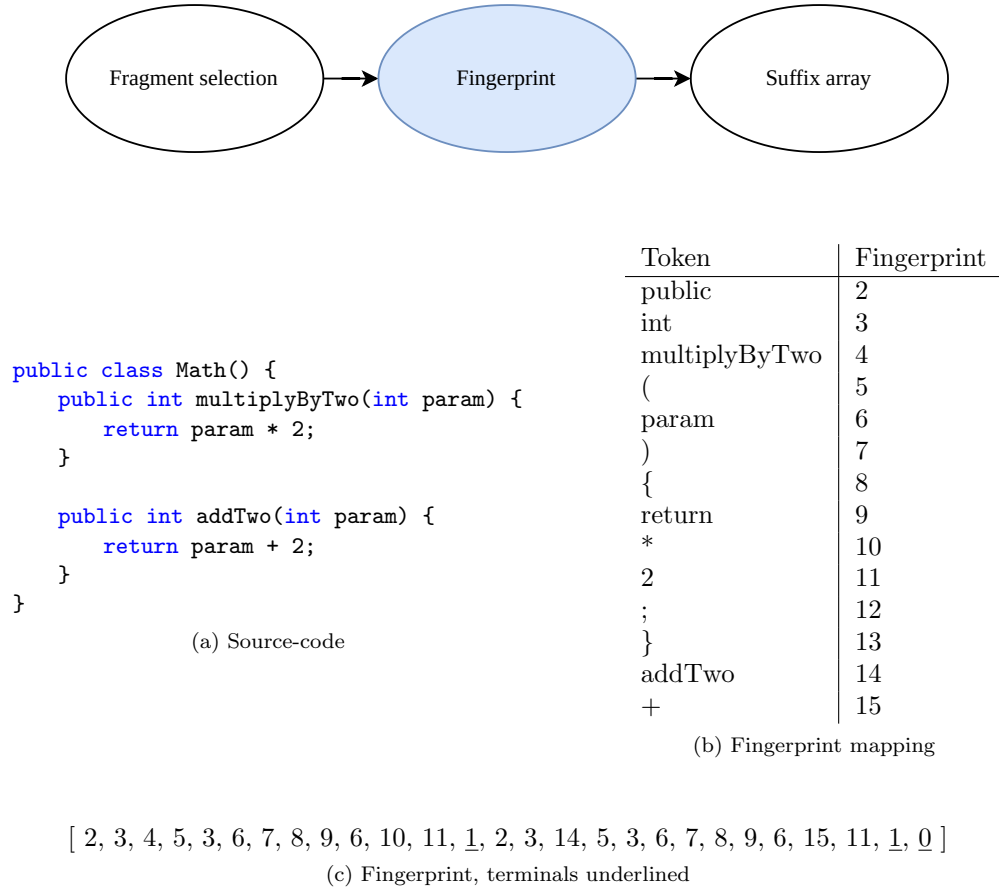 Fragment selection
Fingerprint
Suffix array
public class Math() {
public int multiplyByTwo(int param) {
return param * 2;
}
public int addTwo(int param) {
return param + 2;
}
}
(a) Source-code
Token Fingerprint
public 2
int 3
multiplyByTwo 4
( 5
param 6
) 7
{ 8
return 9
* 10
2 11
; 12
} 13
addTwo 14
+ 15
(b) Fingerprint mapping
[ 2, 3, 4, 5, 3, 6, 7, 8, 9, 6, 10, 11, 1, 2, 3, 14, 5, 3, 6, 7, 8, 9, 6, 15, 11, 1, 0 ]
(c) Fingerprint, terminals underlined